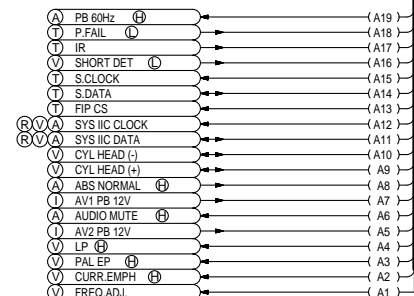 A PB 60Hz H A19
T P.FAIL L A18
T IR A17
V SHORT DET L A16
T S.CLOCK A15
T S.DATA A14
T FIP CS A13
R V A SYS IIC CLOCK A12
R V A SYS IIC DATA A11
V CYL HEAD (-) A10
V CYL HEAD (+) A9
A ABS NORMAL H A8
I AV1 PB 12V A7
A AUDIO MUTE H A6
I AV2 PB 12V A5
V LP H A4
V PAL EP H A3
V CURR.EMPH H A2
V FREQ.ADJ. A1